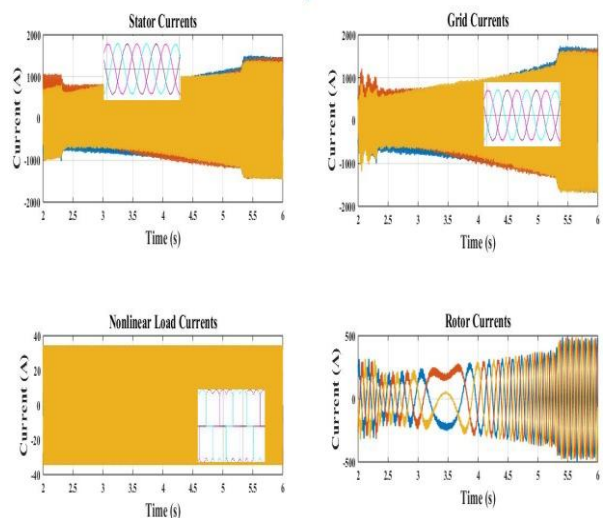 Stator Currents
Current (A)
2000
1000
0
-1000
-2000
2 2.5 3 3.5 4 4.5 5 5.5 6
Time (s)
Grid Currents
Current (A)
2000
1000
0
-1000
-2000
2 2.5 3 3.5 4 4.5 5 5.5 6
Time (s)
Nonlinear Load Currents
Current (A)
40
20
0
-20
-40
2 2.5 3 3.5 4 4.5 5 5.5 6
Time (s)
Rotor Currents
Current (A)
500
0
-500
2 2.5 3 3.5 4 4.5 5 5.5 6
Time (s)